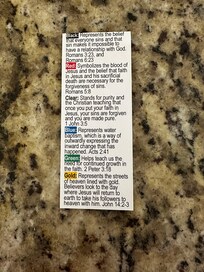 Black: Represents the belief
that everyone sins and that
sin makes it impossible to
have a relationship with God.
Romans 3:23, and
Romans 6:23
Red: Symbolizes the blood of
Jesus and the belief that faith
in Jesus and his sacrificial
death are necessary for the
forgiveness of sins.
Romans 5:9
Clear: Stands for purity and
the Christian teaching that
once you put your faith in
Jesus, your sins are forgiven
and you are made pure.
1 John 3:5
Blue: Represents water
baptism, which is a way of
outwardly expressing the
inward change that has
happened. Acts 2:41
Green: Helps teach us the
need for continued growth in
the faith. 2 Peter 3:18
Gold: Represents the streets
of heaven lined with gold.
Believers look to the day
where Jesus will return to
earth to take his followers to
heaven with him. John 14:2-3